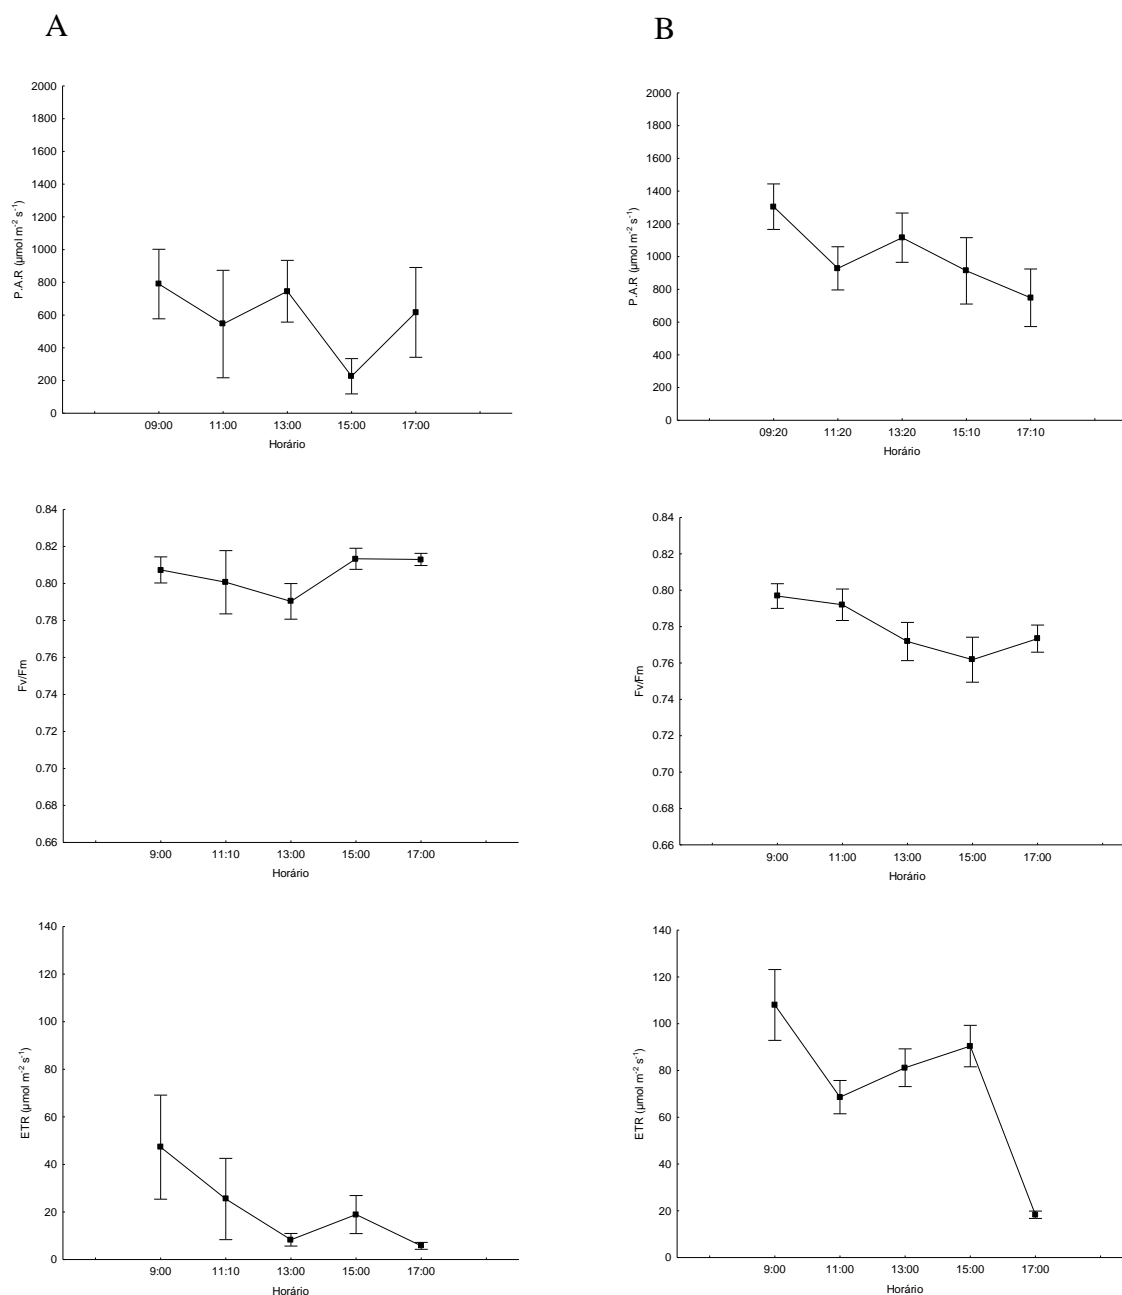 A
B
2000
1800
1600
1400
1200
1000
800
600
400
200
0
P.A.R (µmol m⁻² s⁻¹)
09:00 11:00 13:00 15:00 17:00
Horário
2000
1800
1600
1400
1200
1000
800
600
400
200
0
P.A.R (µmol m⁻² s⁻¹)
09:20 11:20 13:20 15:10 17:10
Horário
0.84
0.82
0.80
0.78
0.76
0.74
0.72
0.70
0.68
0.66
Fv/Fm
9:00 11:10 13:00 15:00 17:00
Horário
0.84
0.82
0.80
0.78
0.76
0.74
0.72
0.70
0.68
0.66
Fv/Fm
9:00 11:00 13:00 15:00 17:00
Horário
140
120
100
80
60
40
20
0
ETR (µmol m⁻² s⁻¹)
9:00 11:10 13:00 15:00 17:00
Horário
140
120
100
80
60
40
20
0
ETR (µmol m⁻² s⁻¹)
9:00 11:00 13:00 15:00 17:00
Horário